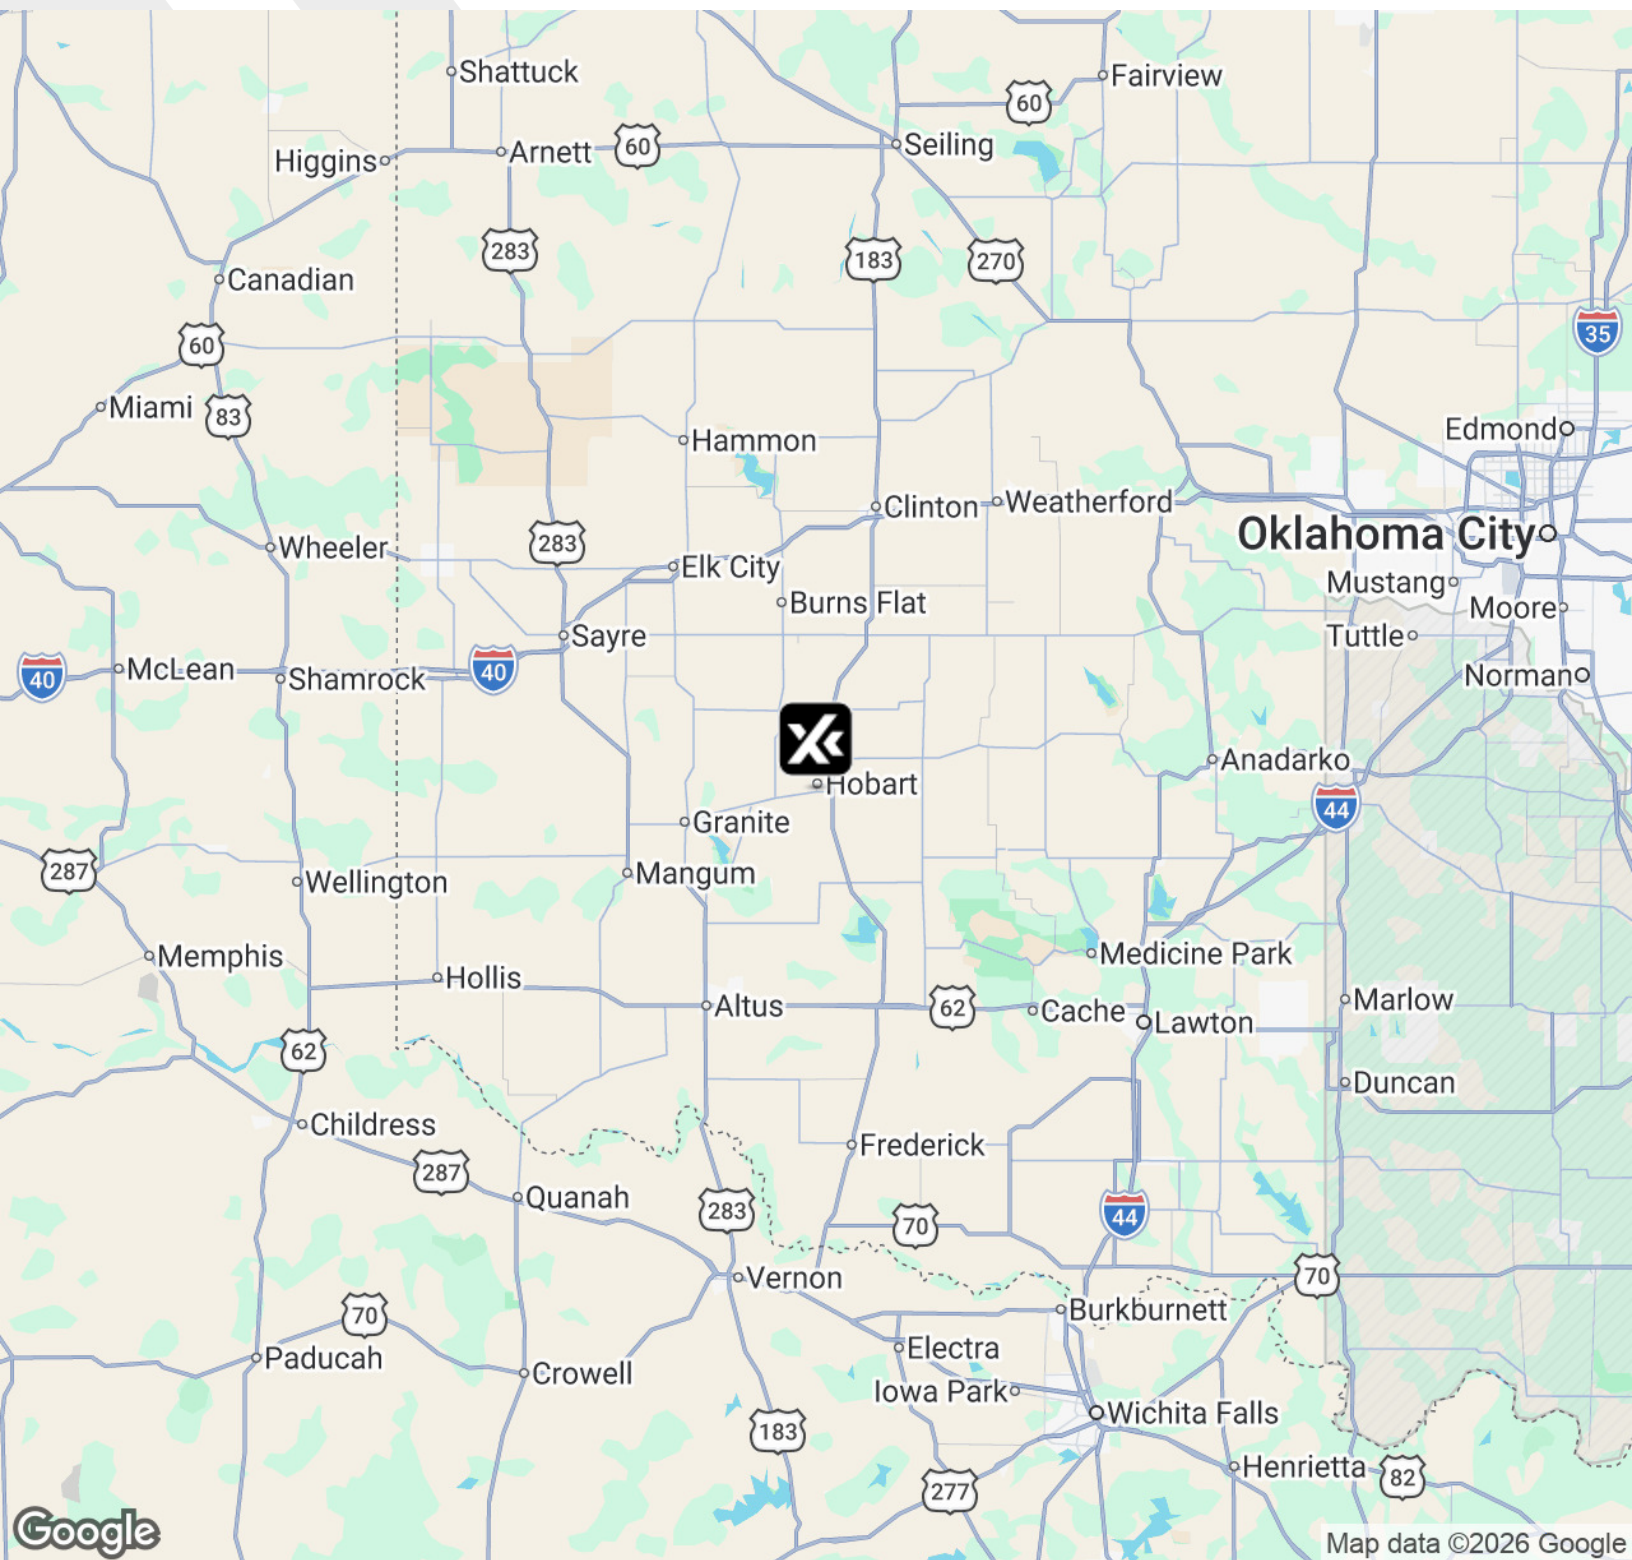 Shattuck
Fairview
60
Higgins
Arnett
60
Seiling
283
183
270
Canadian
60
35
Miami
83
Hammon
Edmond
Clinton
Weatherford
Oklahoma City
Wheeler
283
Elk City
Mustang
Burns Flat
Moore
Sayre
Tuttle
40
McLean
Shamrock
40
Norman
Hobart
Anadarko
44
Granite
287
Wellington
Mangum
Memphis
Hollis
Medicine Park
Altus
62
Cache
Marlow
Lawton
62
Duncan
Childress
Frederick
287
Quanah
283
70
44
Vernon
70
70
Burkburnett
Paducah
Crowell
Electra
Iowa Park
Wichita Falls
183
Henrietta
82
277
Google
Map data ©2026 Google